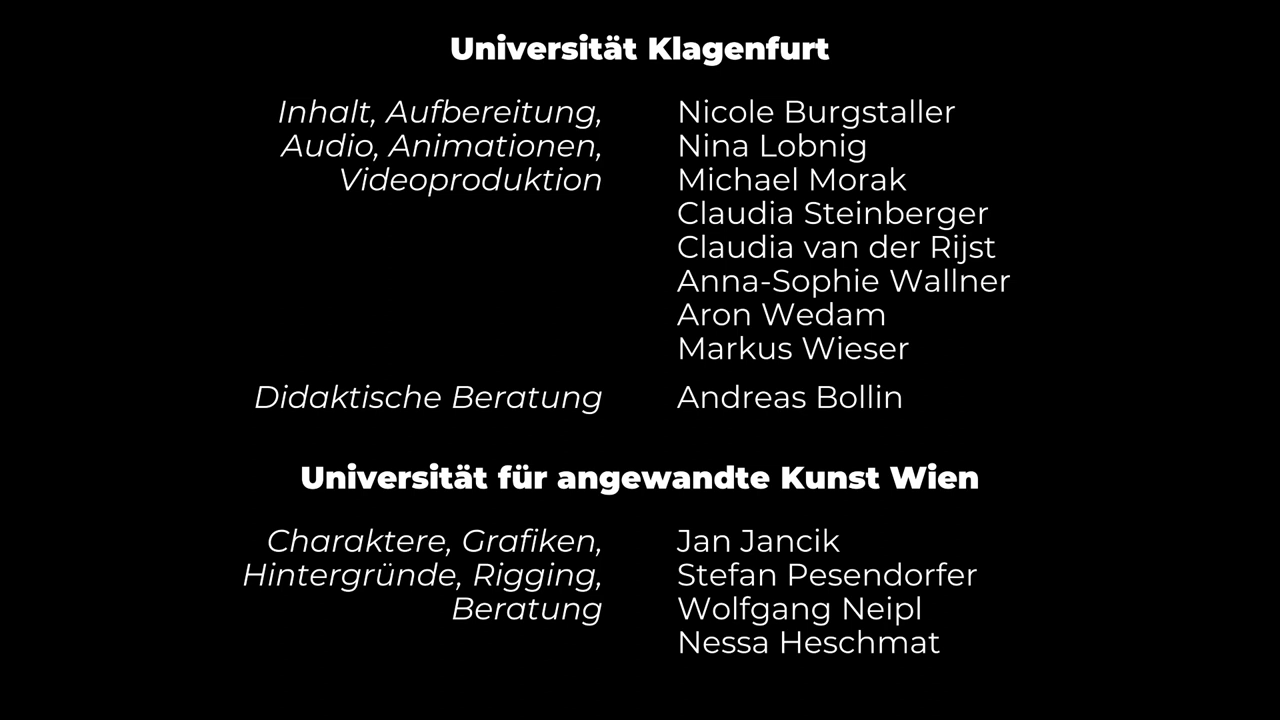 Universität Klagenfurt
Inhalt, Aufbereitung, Nicole Burgstaller
Audio, Animationen, Nina Lobnig
Videoproduktion Michael Morak
Claudia Steinberger
Claudia van der Rijst
Anna-Sophie Wallner
Aron Wedam
Markus Wieser
Didaktische Beratung Andreas Bollin
Universität für angewandte Kunst Wien
Charaktere, Grafiken, Jan Jancik
Hintergründe, Rigging, Stefan Pesendorfer
Beratung Wolfgang Neipl
Nessa Heschmat